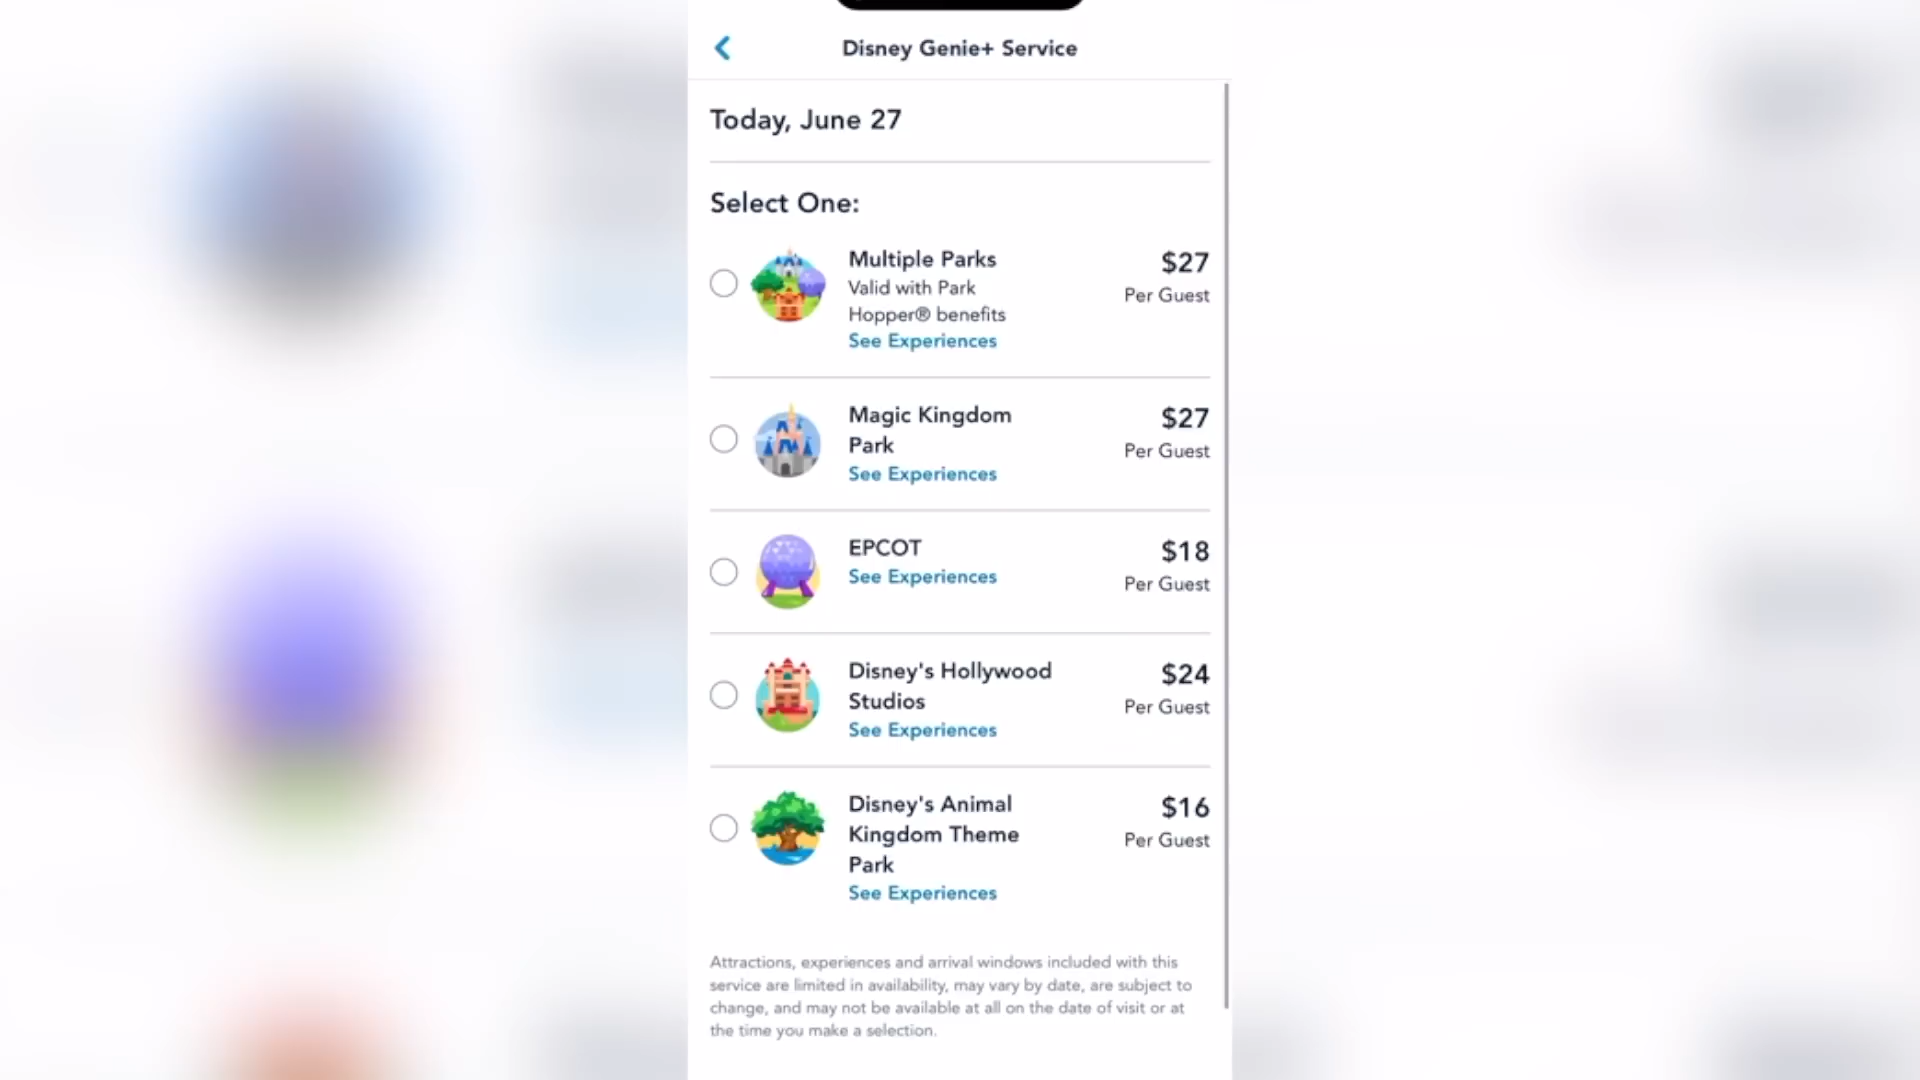 Disney Genie+ Service
Today, June 27
Select One:
Multiple Parks
Valid with Park
Hopper® benefits
See Experiences
$27
Per Guest
Magic Kingdom
Park
See Experiences
$27
Per Guest
EPCOT
See Experiences
$18
Per Guest
Disney's Hollywood
Studios
See Experiences
$24
Per Guest
Disney's Animal
Kingdom Theme
Park
See Experiences
$16
Per Guest
Attractions, experiences and arrival windows included with this
service are limited in availability, may vary by date, are subject to
change, and may not be available at all on the date of visit or at
the time you make a selection.